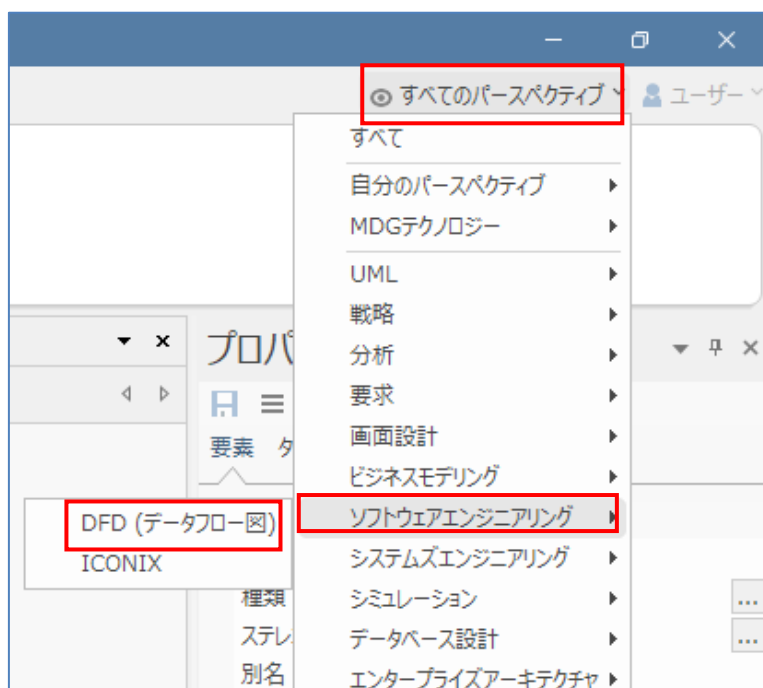 すべてのパースペクティブ
ユーザー
すべて
自分のパースペクティブ
MDGテクノロジー
UML
戦略
分析
要求
画面設計
ビジネスモデリング
ソフトウェアエンジニアリング
システムズエンジニアリング
シミュレーション
データベース設計
エンタープライズアーキテクチャ
DFD (データフロー図)
ICONIX
プロパ
要素 タ
種類
ステレ
別名